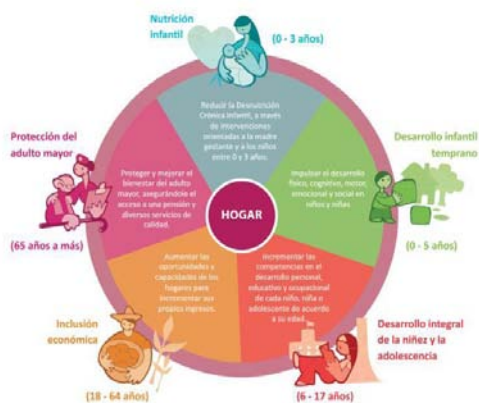 Nutrición
infantil
(0 - 3 años)
Reducir la Desnutrición
Crónica Infantil, a través
de intervenciones
orientadas a la madre
gestante y a los niños
entre 0 y 3 años.
Desarrollo infantil
temprano
(0 - 5 años)
Impulsar el desarrollo
físico, cognitivo, motor,
emocional y social en
niños y niñas
Desarrollo integral
de la niñez y la
adolescencia
(6 - 17 años)
Incrementar las
competencias en el
desarrollo personal,
educativo y ocupacional
de cada niño, niña o
adolescente de acuerdo
a su edad.
Inclusión
económica
(18 - 64 años)
Aumentar las
oportunidades y
capacidades de los
hogares para
incrementar sus
propios ingresos.
Protección del
adulto mayor
(65 años a más)
Proteger y mejorar el
bienestar del adulto
mayor, asegurándole el
acceso a una pensión y
diversos servicios de
calidad.
HOGAR